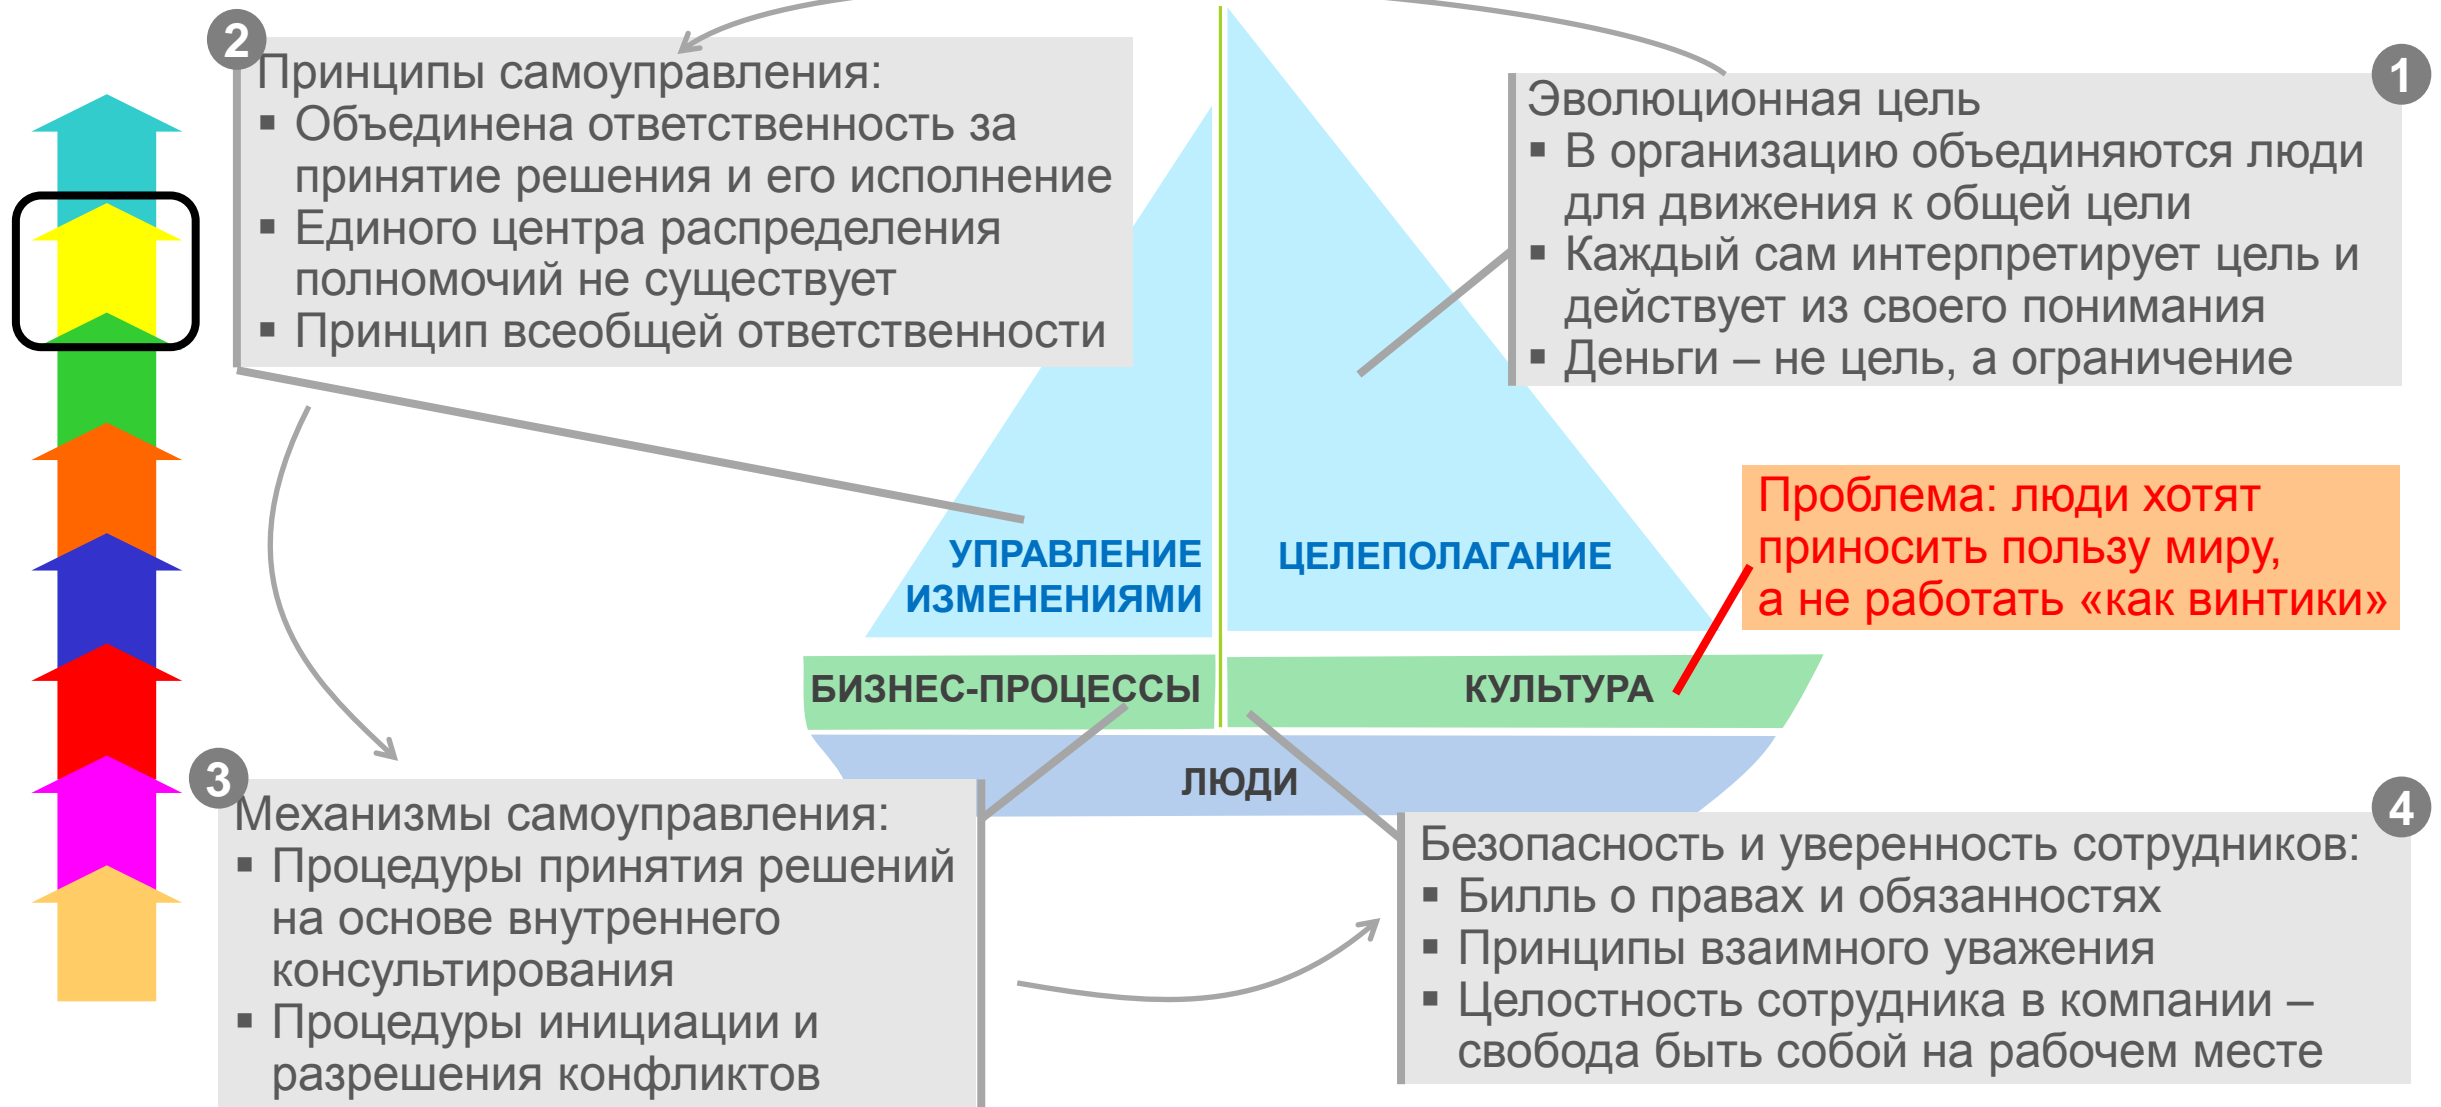 1
Эволюционная цель
▪ В организацию объединяются люди
для движения к общей цели
▪ Каждый сам интерпретирует цель и
действует из своего понимания
▪ Деньги – не цель, а ограничение
2
Принципы самоуправления:
▪ Объединена ответственность за
принятие решения и его исполнение
▪ Единого центра распределения
полномочий не существует
▪ Принцип всеобщей ответственности
Проблема: люди хотят
приносить пользу миру,
а не работать «как винтики»
УПРАВЛЕНИЕ
ИЗМЕНЕНИЯМИ
ЦЕЛЕПОЛАГАНИЕ
БИЗНЕС-ПРОЦЕССЫ
КУЛЬТУРА
ЛЮДИ
3
Механизмы самоуправления:
▪ Процедуры принятия решений
на основе внутреннего
консультирования
▪ Процедуры инициации и
разрешения конфликтов
4
Безопасность и уверенность сотрудников:
▪ Билль о правах и обязанностях
▪ Принципы взаимного уважения
▪ Целостность сотрудника в компании –
свобода быть собой на рабочем месте